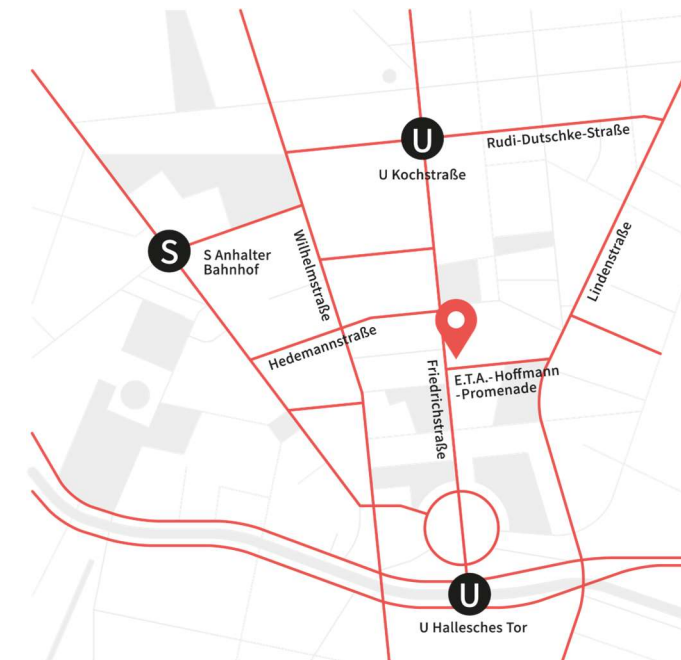 U
Rudi-Dutschke-Straße
U Kochstraße
S
S Anhalter
Bahnhof
Wilhelmstraße
Lindenstraße
Hedemannstraße
Friedrichstraße
E.T.A.-Hoffmann
-Promenade
U
U Hallesches Tor